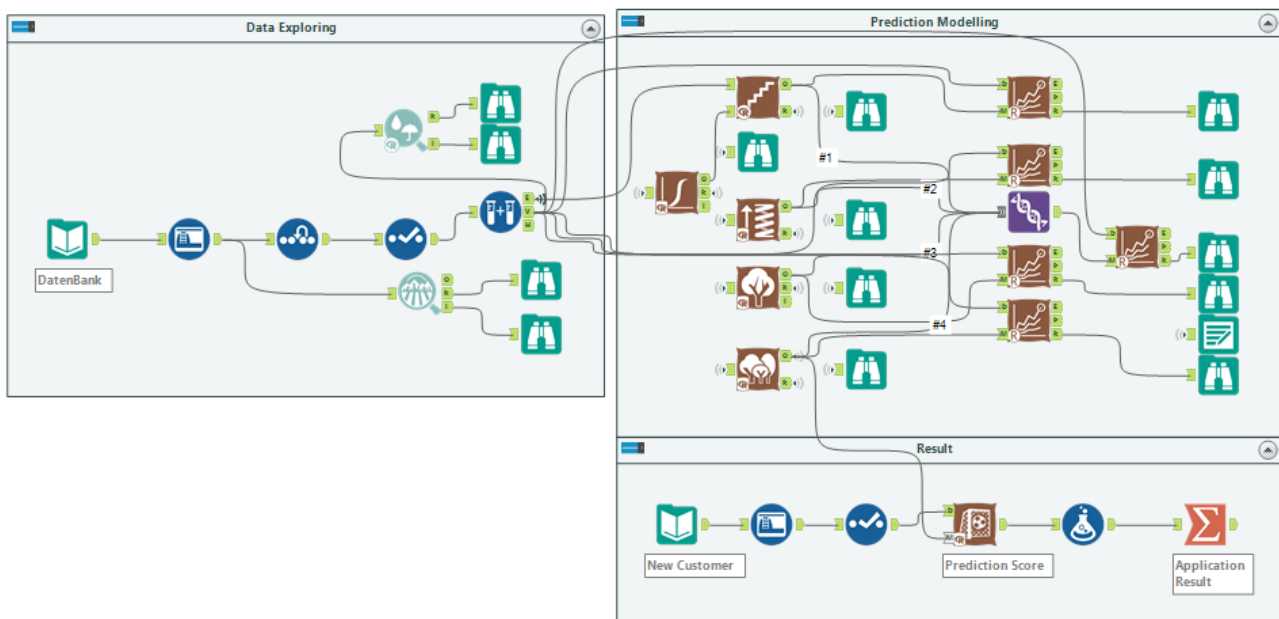 Data Exploring
Prediction Modelling
R
I
E
V
DatenBank
O
R
I
O
R
O
R
I
O
R
O
R
I
O
R
#1
#2
#3
#4
D
M
R
E
P
R
D
M
R
E
P
R
D
M
R
E
P
R
D
M
R
E
P
R
D
M
R
E
P
R
Result
D
M
New Customer
Prediction Score
Application
Result